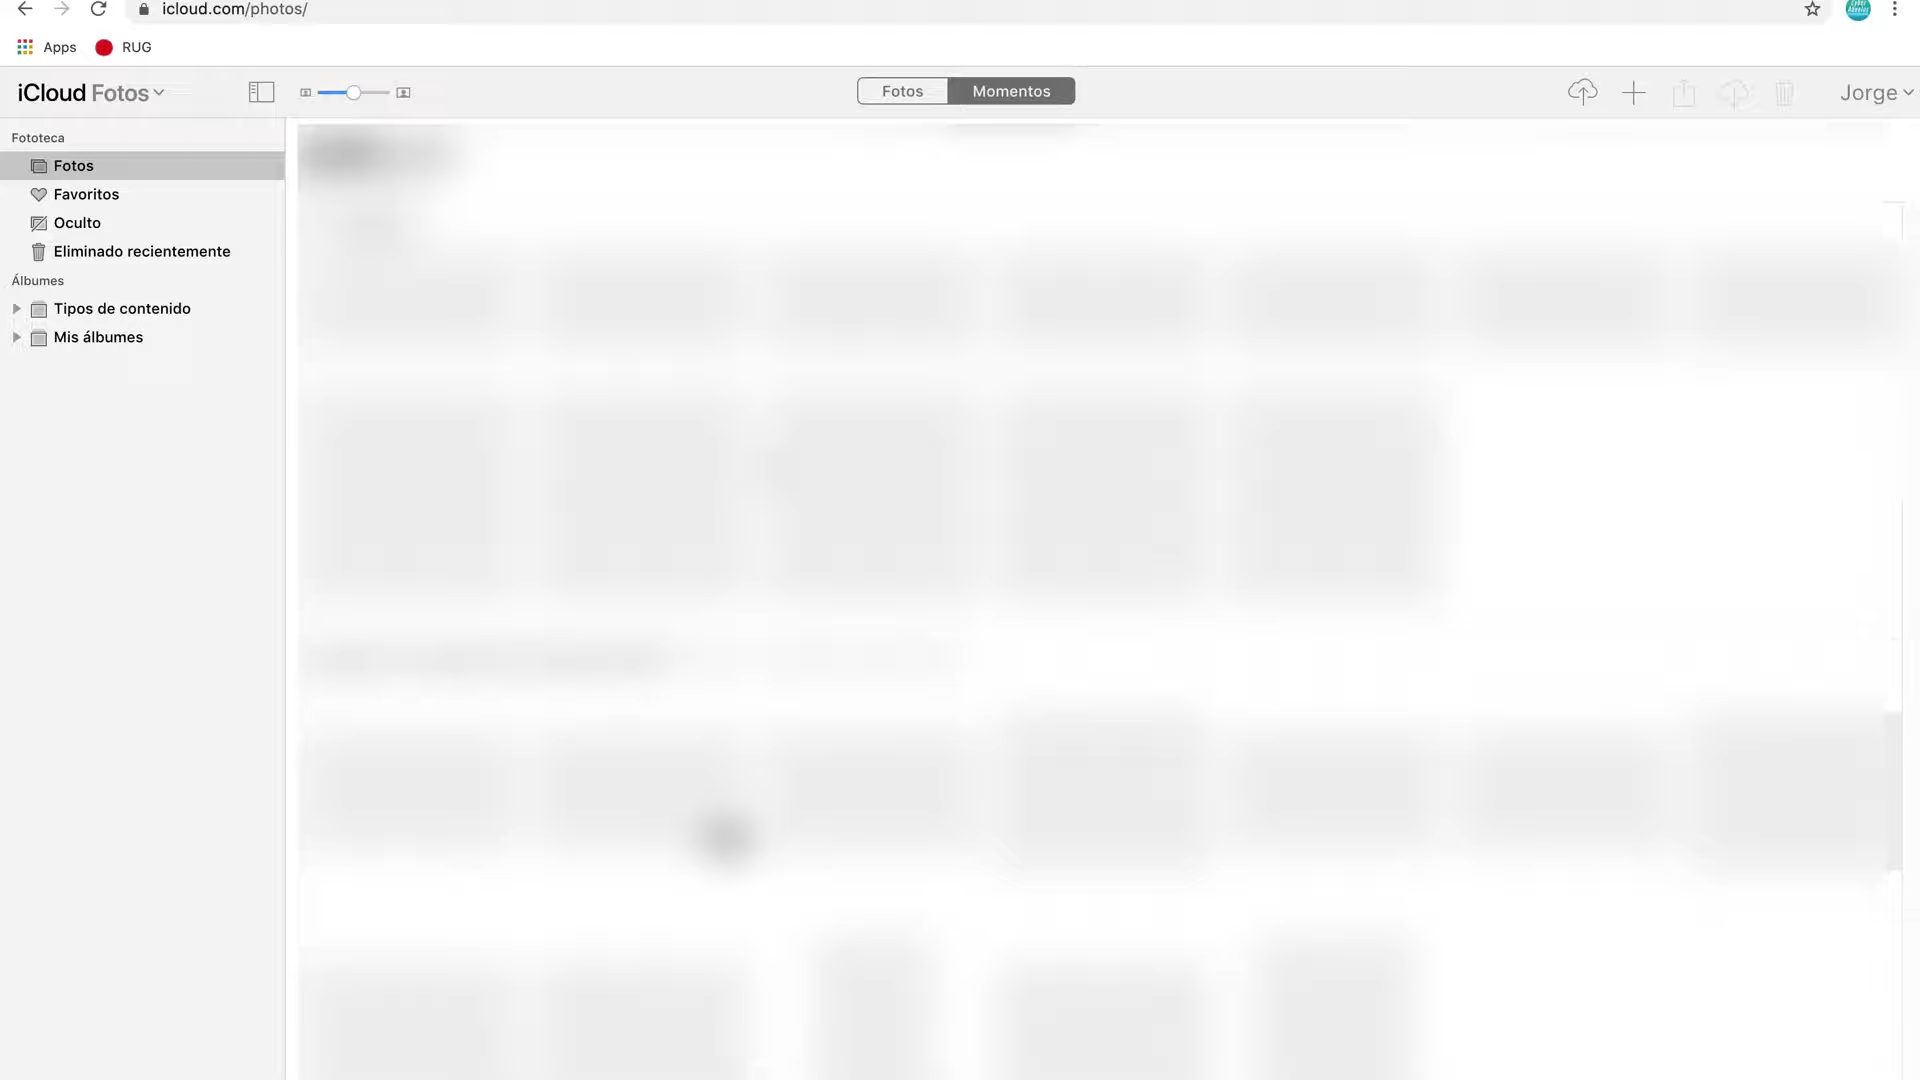 icloud.com/photos/
Apps
RUG
iCloud Fotos
Fotos
Momentos
Jorge
Fototeca
Fotos
Favoritos
Oculto
Eliminado recientemente
Álbumes
Tipos de contenido
Mis álbumes